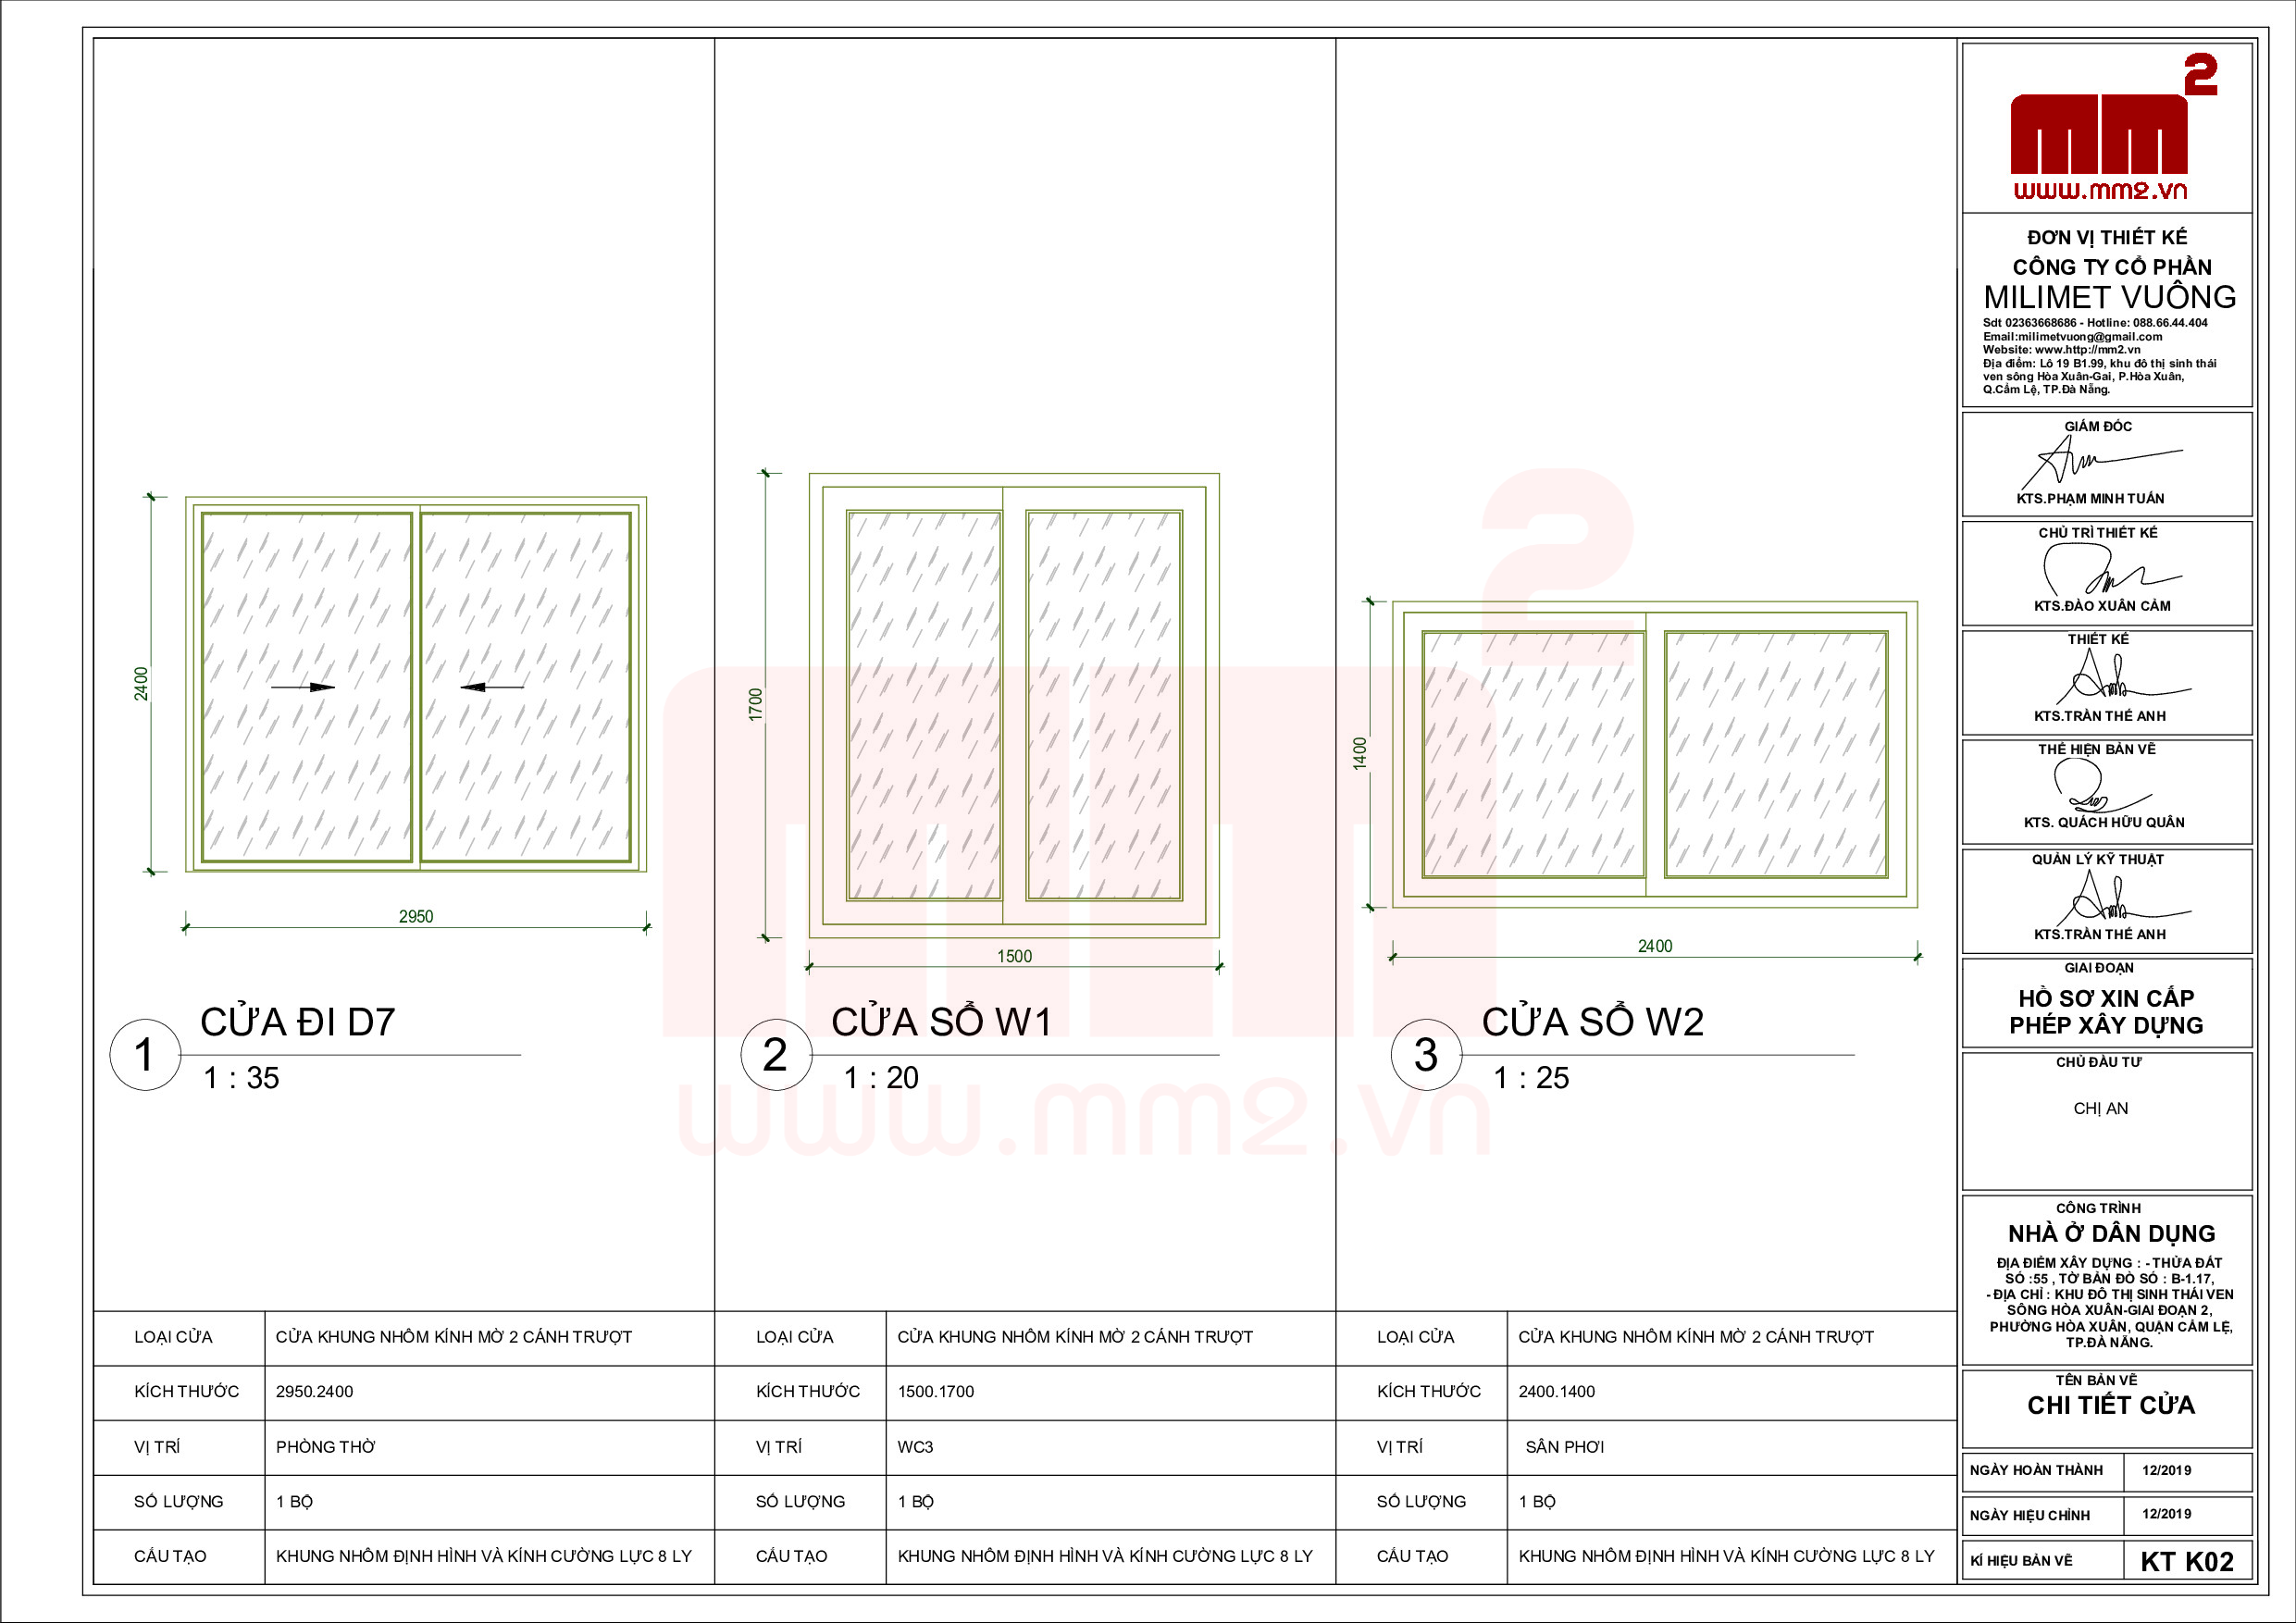 2400
2950
1
CỬA ĐI D7
1 : 35
1700
1500
2
CỬA SỔ W1
1 : 20
1400
2400
3
CỬA SỔ W2
1 : 25
mm2
www.mm2.vn
LOẠI CỬA
CỬA KHUNG NHÔM KÍNH MỜ 2 CÁNH TRƯỢT
KÍCH THƯỚC
2950.2400
VỊ TRÍ
PHÒNG THỜ
SỐ LƯỢNG
1 BỘ
CẤU TẠO
KHUNG NHÔM ĐỊNH HÌNH VÀ KÍNH CƯỜNG LỰC 8 LY
LOẠI CỬA
CỬA KHUNG NHÔM KÍNH MỜ 2 CÁNH TRƯỢT
KÍCH THƯỚC
1500.1700
VỊ TRÍ
WC3
SỐ LƯỢNG
1 BỘ
CẤU TẠO
KHUNG NHÔM ĐỊNH HÌNH VÀ KÍNH CƯỜNG LỰC 8 LY
LOẠI CỬA
CỬA KHUNG NHÔM KÍNH MỜ 2 CÁNH TRƯỢT
KÍCH THƯỚC
2400.1400
VỊ TRÍ
SÂN PHƠI
SỐ LƯỢNG
1 BỘ
CẤU TẠO
KHUNG NHÔM ĐỊNH HÌNH VÀ KÍNH CƯỜNG LỰC 8 LY
mm2
www.mm2.vn
ĐƠN VỊ THIẾT KẾ
CÔNG TY CỔ PHẦN
MILIMET VUÔNG
Sdt 02363668686 - Hotline: 088.66.44.404
Email:milimetvuong@gmail.com
Website: www.http://mm2.vn
Địa điểm: Lô 19 B1.99, khu đô thị sinh thái
ven sông Hòa Xuân-Gai, P.Hòa Xuân,
Q.Cẩm Lệ, TP.Đà Nẵng.
GIÁM ĐỐC
KTS.PHẠM MINH TUẤN
CHỦ TRÌ THIẾT KẾ
KTS.ĐÀO XUÂN CẢM
THIẾT KẾ
KTS.TRẦN THẾ ANH
THỂ HIỆN BẢN VẼ
KTS. QUÁCH HỮU QUÂN
QUẢN LÝ KỸ THUẬT
KTS.TRẦN THẾ ANH
GIAI ĐOẠN
HỒ SƠ XIN CẤP
PHÉP XÂY DỰNG
CHỦ ĐẦU TƯ
CHỊ AN
CÔNG TRÌNH
NHÀ Ở DÂN DỤNG
ĐỊA ĐIỂM XÂY DỰNG : - THỬA ĐẤT
SỐ :55 , TỜ BẢN ĐỒ SỐ : B-1.17,
- ĐỊA CHỈ : KHU ĐÔ THỊ SINH THÁI VEN
SÔNG HÒA XUÂN-GIAI ĐOẠN 2,
PHƯỜNG HÒA XUÂN, QUẬN CẨM LỆ,
TP.ĐÀ NẴNG.
TÊN BẢN VẼ
CHI TIẾT CỬA
NGÀY HOÀN THÀNH
12/2019
NGÀY HIỆU CHỈNH
12/2019
KÍ HIỆU BẢN VẼ
KT K02